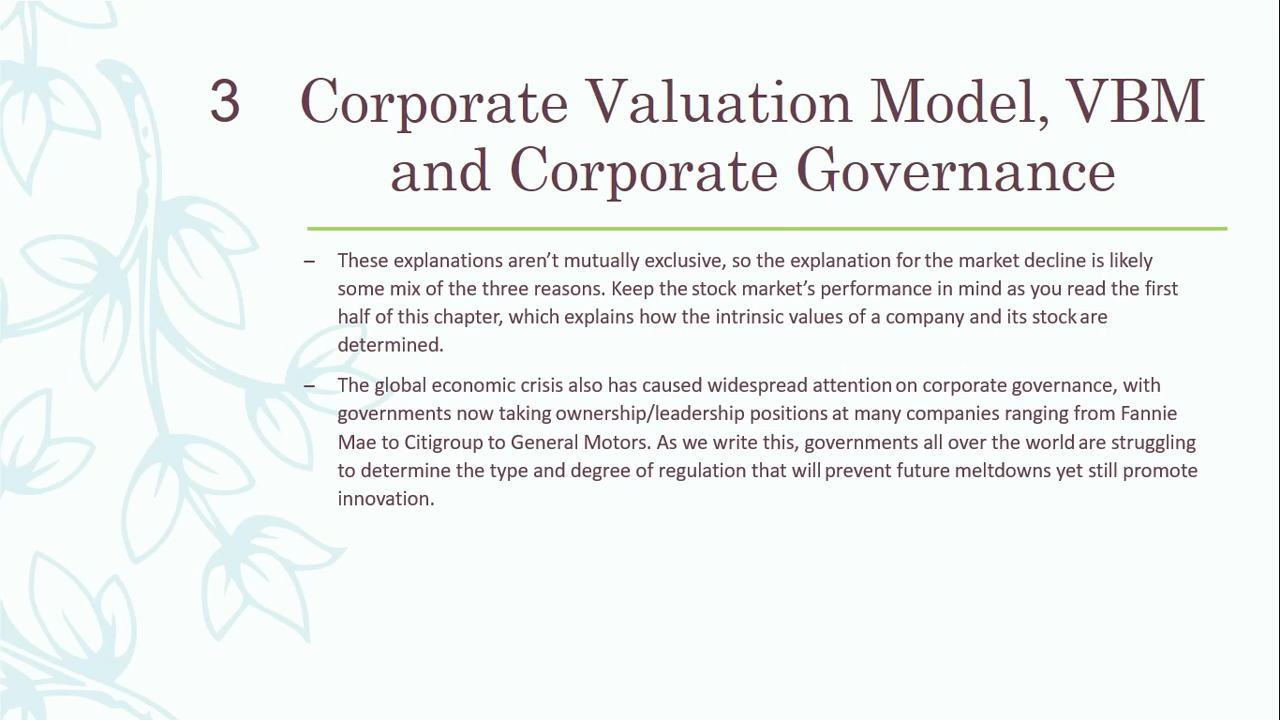 3 Corporate Valuation Model, VBM
and Corporate Governance
– These explanations aren’t mutually exclusive, so the explanation for the market decline is likely
some mix of the three reasons. Keep the stock market’s performance in mind as you read the first
half of this chapter, which explains how the intrinsic values of a company and its stock are
determined.
– The global economic crisis also has caused widespread attention on corporate governance, with
governments now taking ownership/leadership positions at many companies ranging from Fannie
Mae to Citigroup to General Motors. As we write this, governments all over the world are struggling
to determine the type and degree of regulation that will prevent future meltdowns yet still promote
innovation.